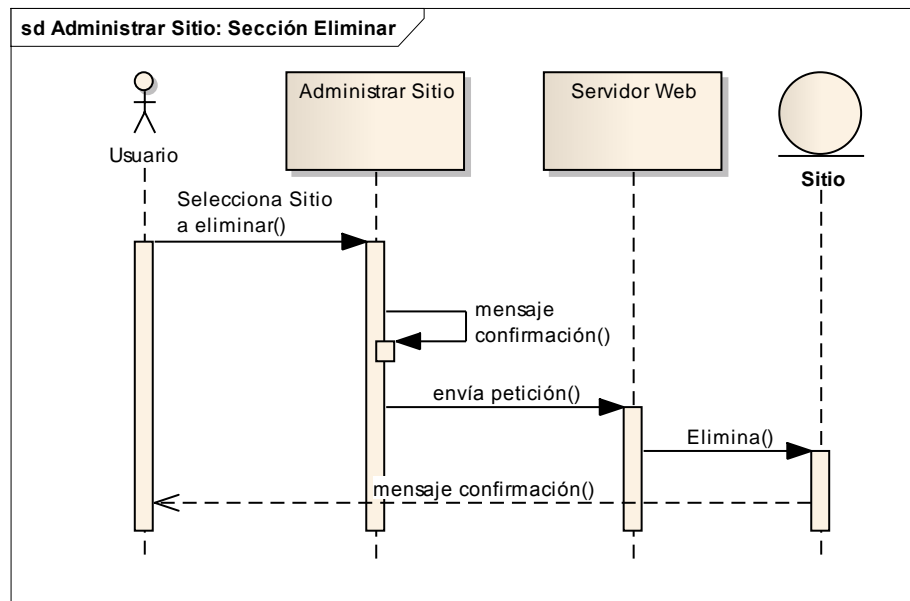 sd Administrar Sitio: Sección Eliminar
Usuario
Administrar Sitio
Servidor Web
Sitio
Selecciona Sitio
a eliminar()
mensaje
confirmación()
envía petición()
Elimina()
mensaje confirmación()